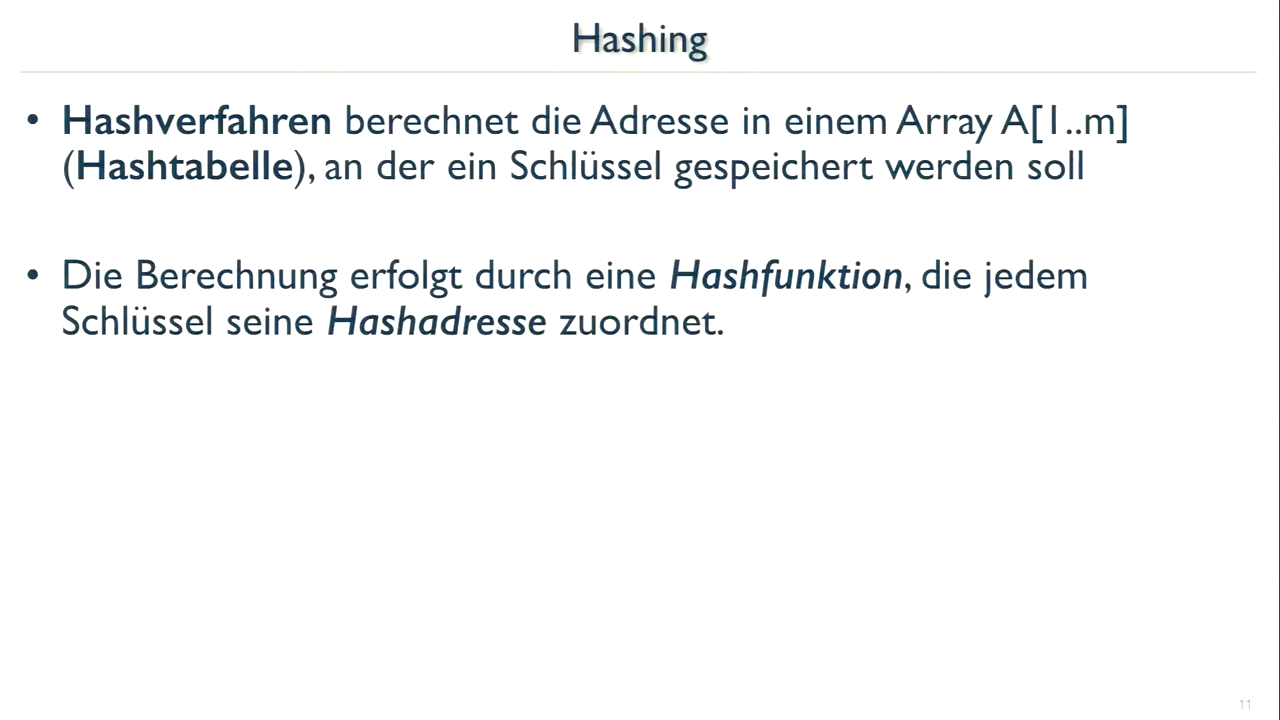 Hashing
• Hashverfahren berechnet die Adresse in einem Array A[1..m]
(Hashtabelle), an der ein Schlüssel gespeichert werden soll
• Die Berechnung erfolgt durch eine Hashfunktion, die jedem
Schlüssel seine Hashadresse zuordnet.
11